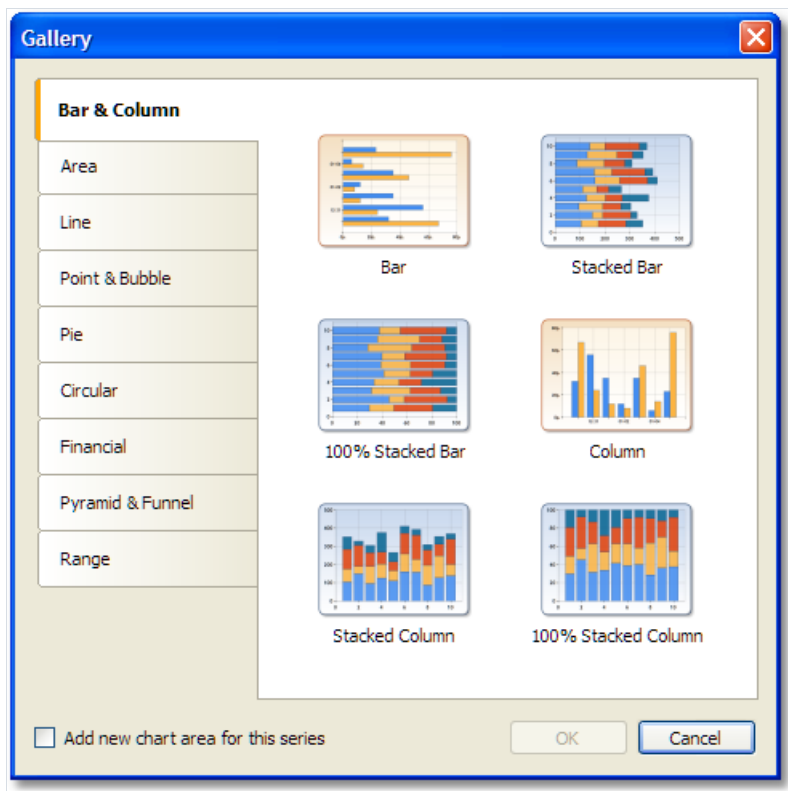 Gallery
Bar & Column
Area
Line
Point & Bubble
Pie
Circular
Financial
Pyramid & Funnel
Range
Bar
Stacked Bar
100% Stacked Bar
Column
Stacked Column
100% Stacked Column
Add new chart area for this series
OK
Cancel